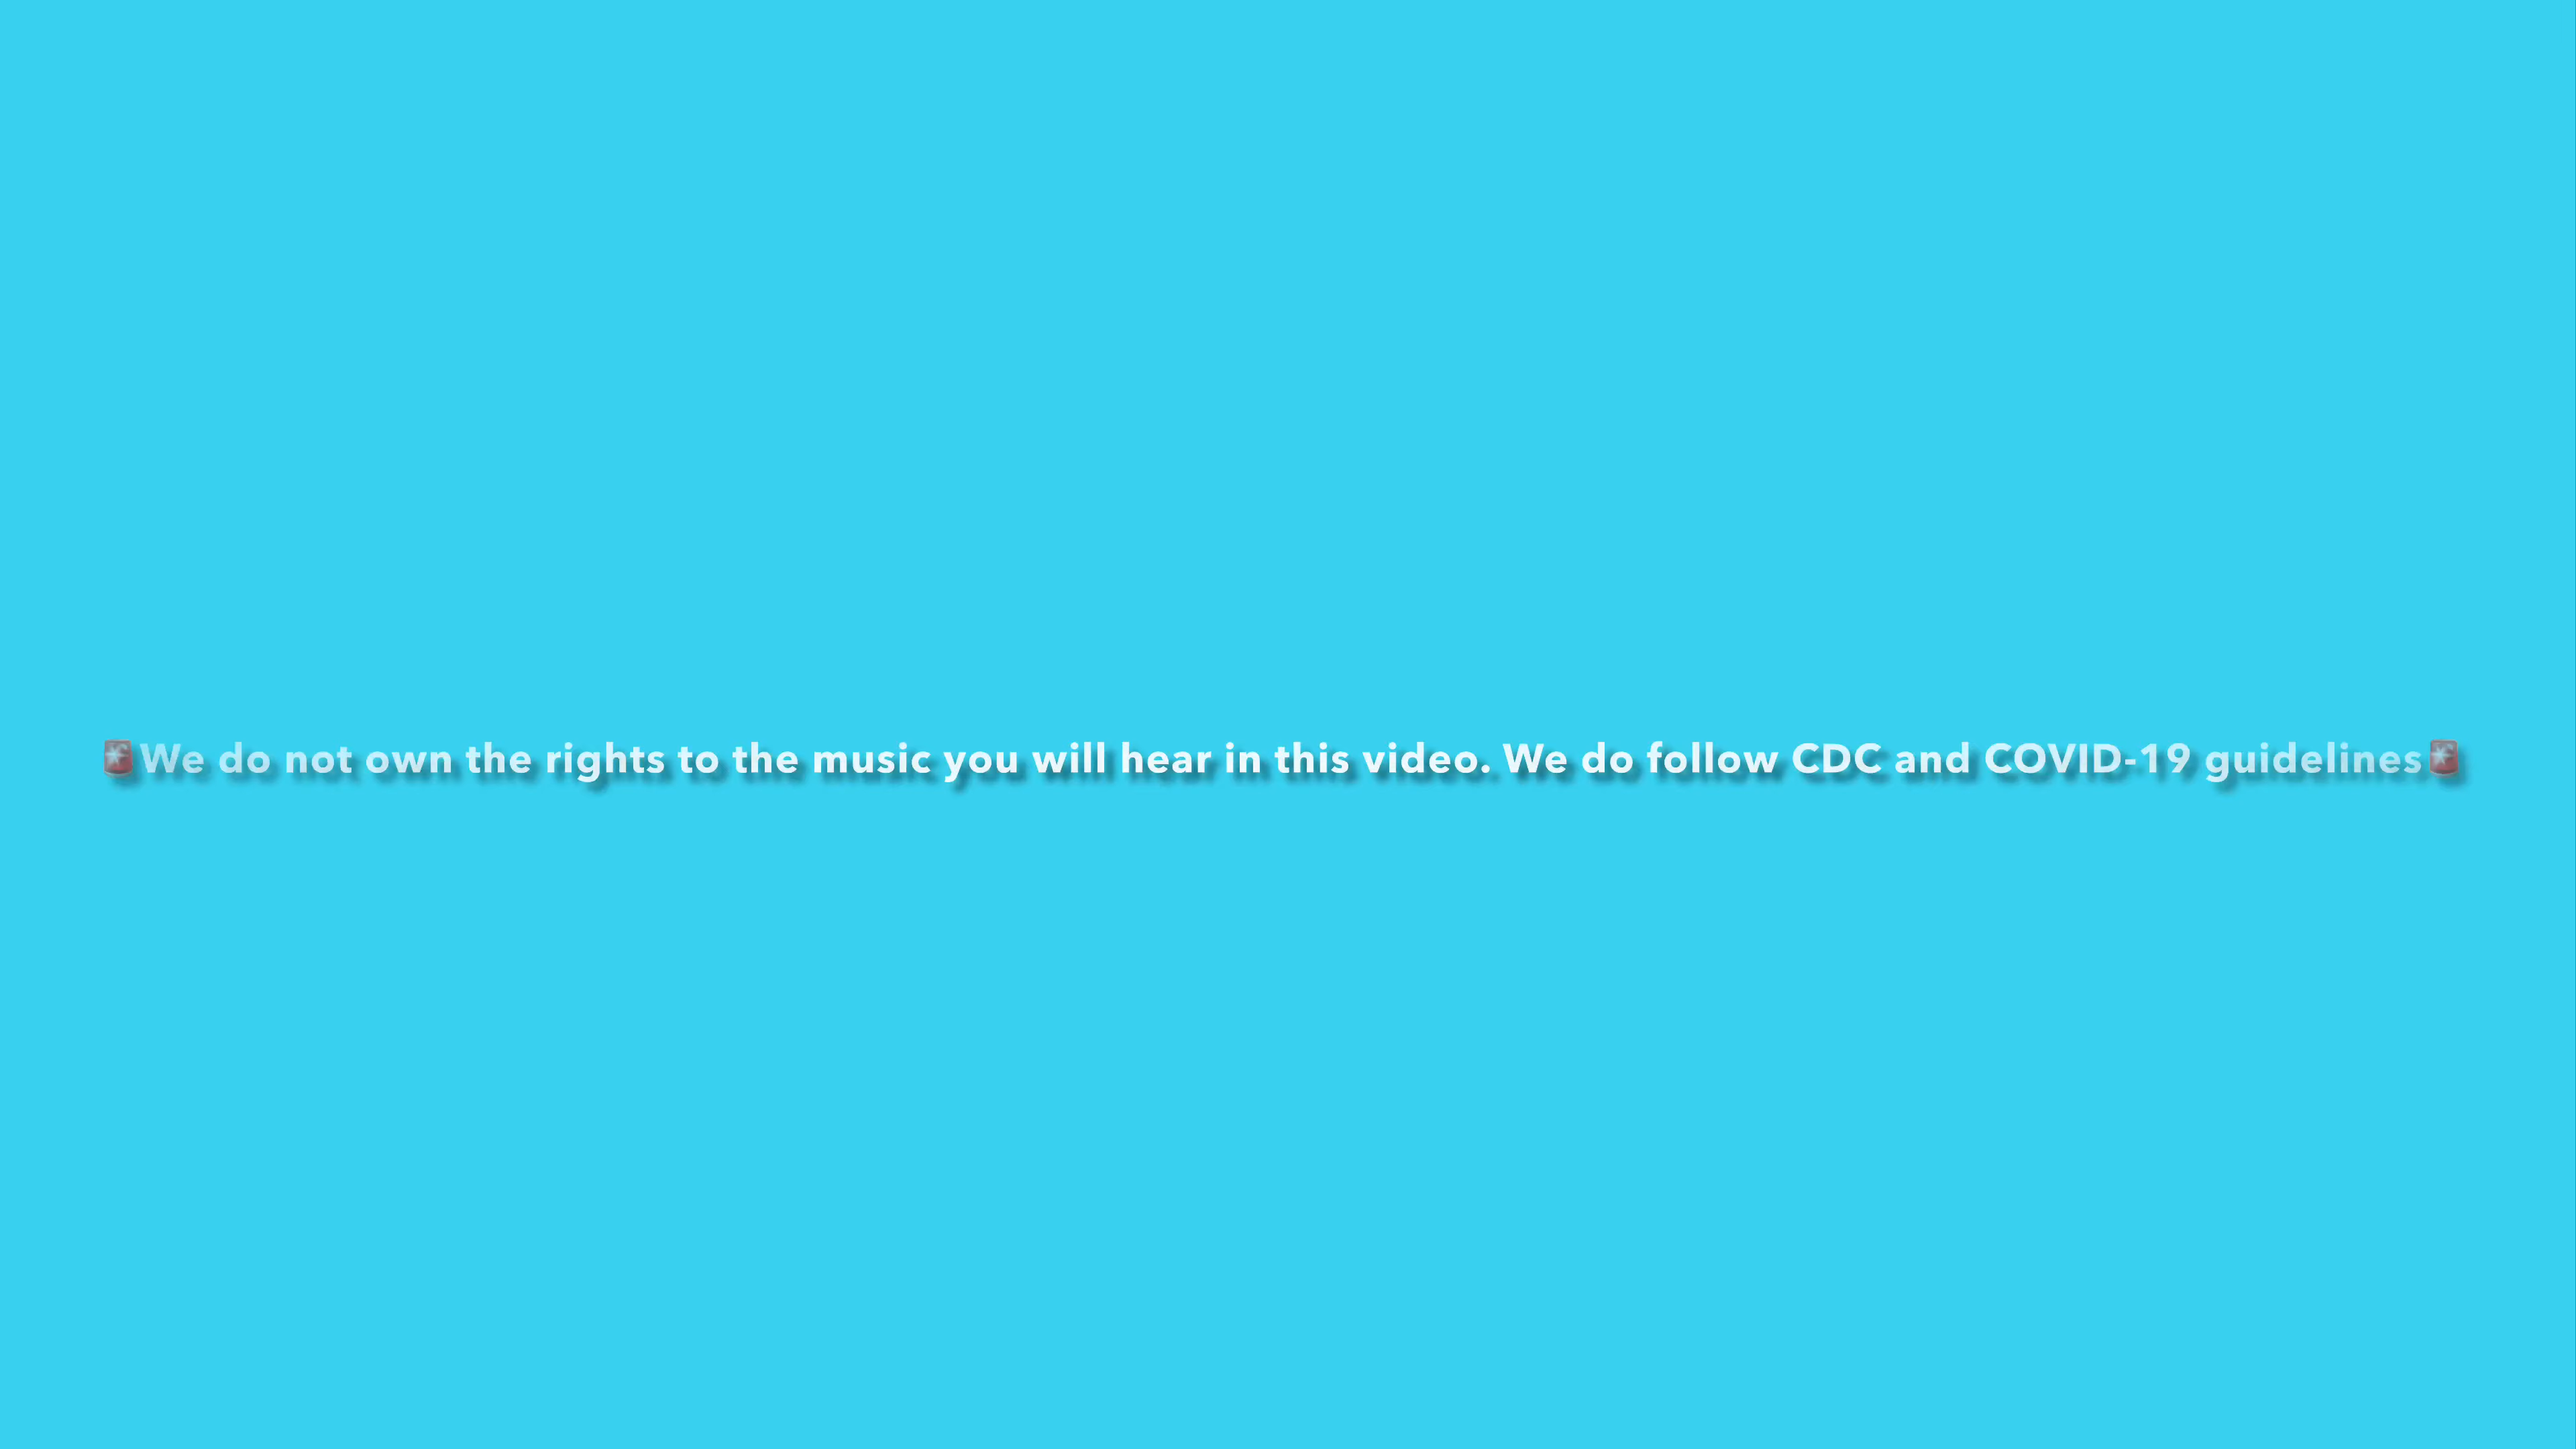 🚨We do not own the rights to the music you will hear in this video. We do follow CDC and COVID-19 guidelines🚨